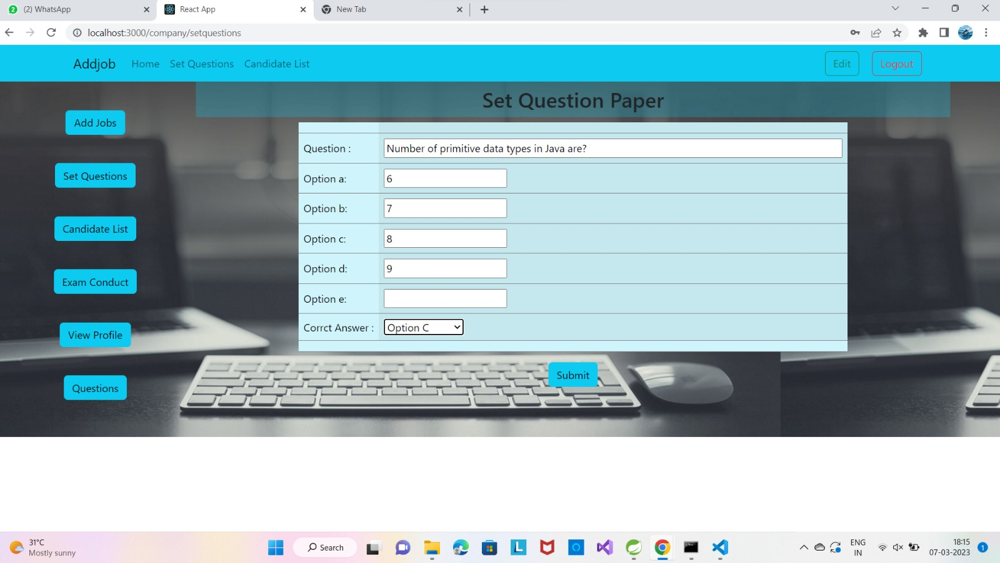 (2) WhatsApp
React App
New Tab
localhost:3000/company/setquestions
Addjob Home Set Questions Candidate List Edit Logout
Set Question Paper
Add Jobs
Set Questions
Candidate List
Exam Conduct
View Profile
Questions
Question : Number of primitive data types in Java are?
Option a: 6
Option b: 7
Option c: 8
Option d: 9
Option e:
Corrct Answer : Option C
Submit
31°C
Mostly sunny
Search
ENG
IN
18:15
07-03-2023
1